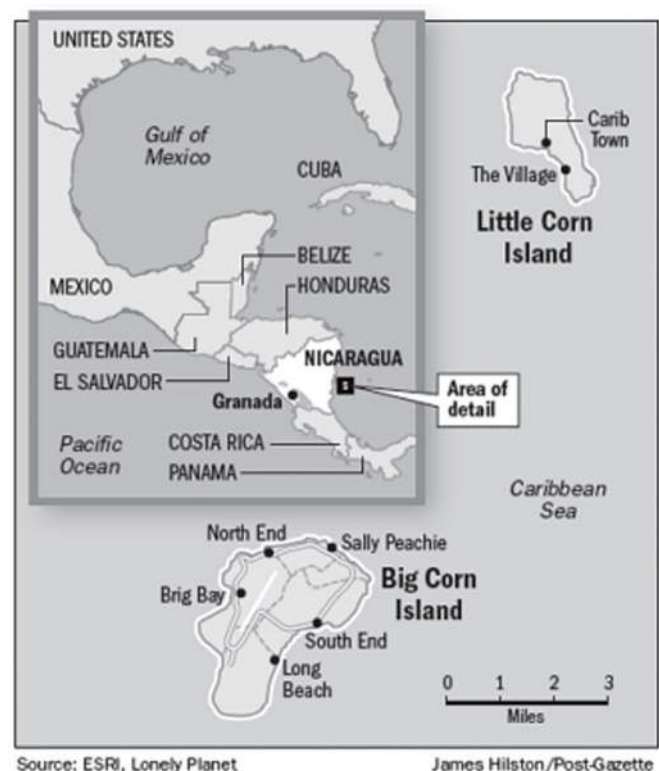 UNITED STATES
Gulf of
Mexico
CUBA
BELIZE
MEXICO
HONDURAS
GUATEMALA
NICARAGUA
EL SALVADOR
Granada
Area of
detail
Pacific
Ocean
COSTA RICA
PANAMA
Carib
Town
The Village
Little Corn
Island
Caribbean
Sea
North End
Sally Peachie
Brig Bay
Big Corn
Island
South End
Long
Beach
0 1 2 3
Miles
Source: ESRI, Lonely Planet
James Hilston/Post-Gazette